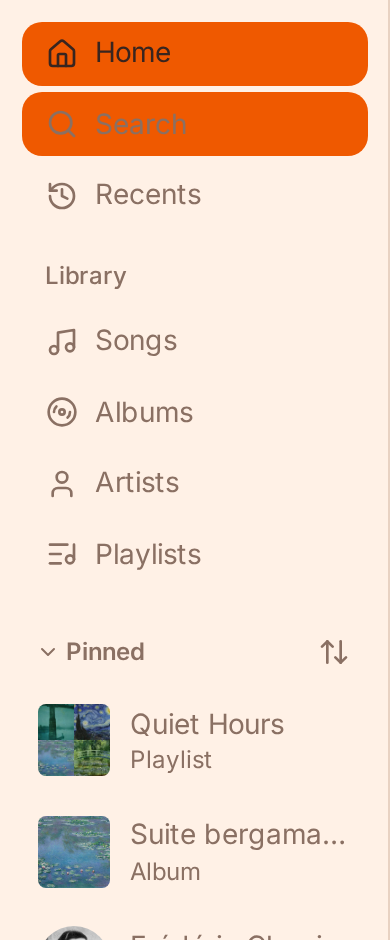 Home
Search
Recents
Library
Songs
Albums
Artists
Playlists
Pinned
Quiet Hours
Playlist
Suite bergama...
Album